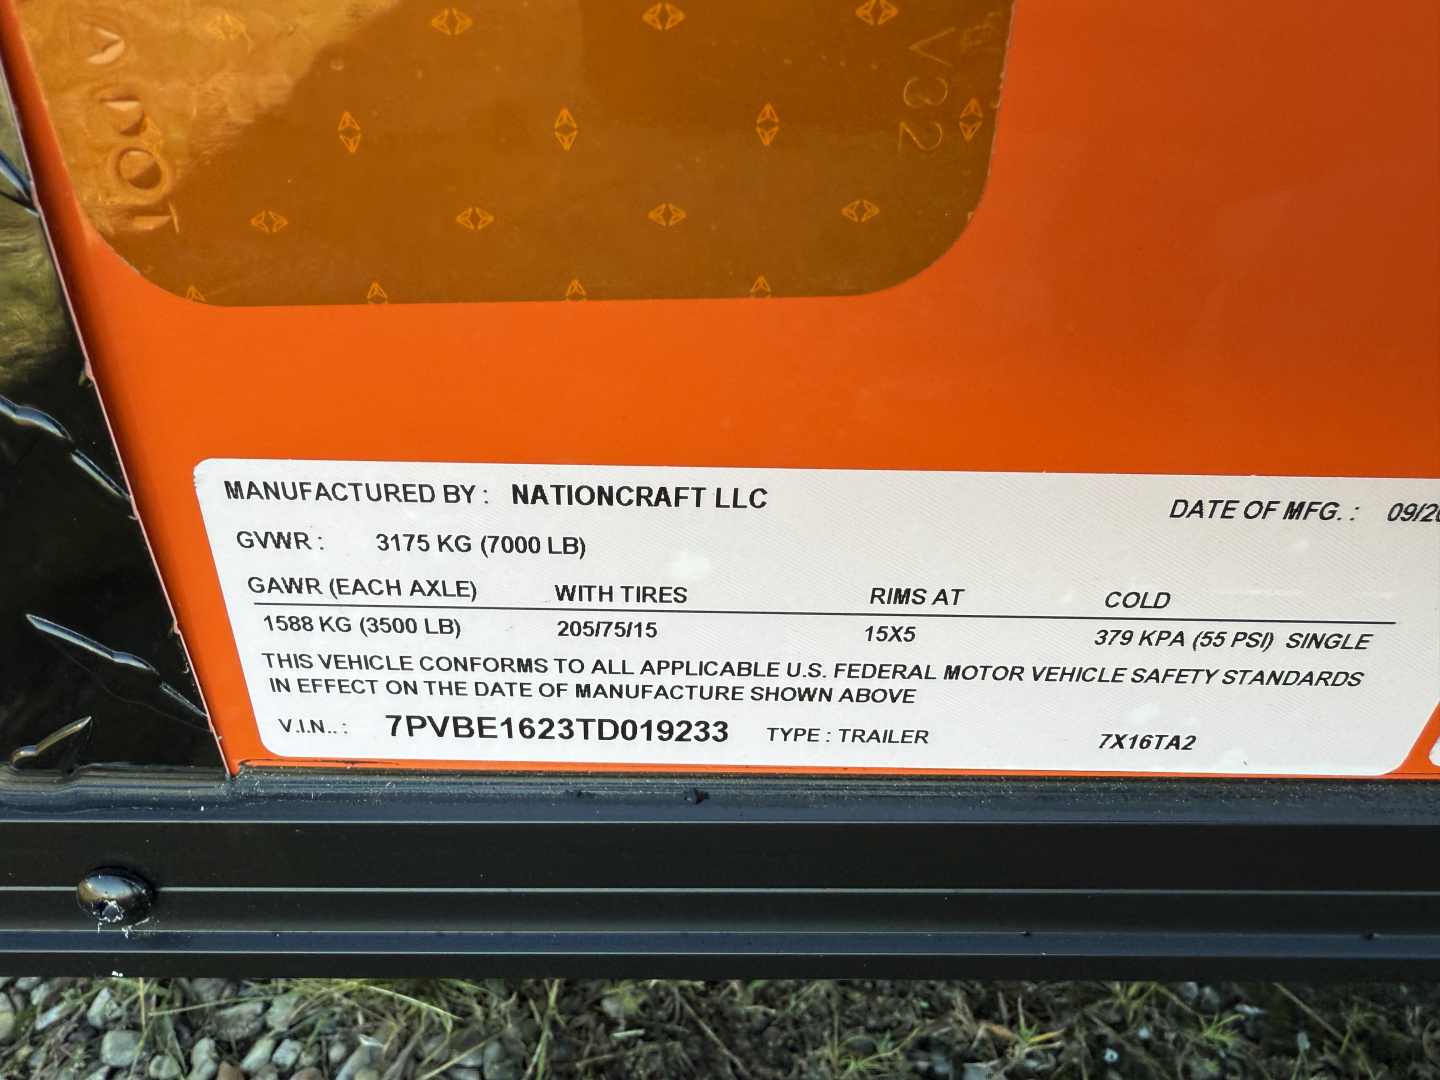 V32
MANUFACTURED BY : NATIONCRAFT LLC
DATE OF MFG. : 09/20
GVWR : 3175 KG (7000 LB)
GAWR (EACH AXLE) WITH TIRES RIMS AT COLD
1588 KG (3500 LB) 205/75/15 15X5 379 KPA (55 PSI) SINGLE
THIS VEHICLE CONFORMS TO ALL APPLICABLE U.S. FEDERAL MOTOR VEHICLE SAFETY STANDARDS
IN EFFECT ON THE DATE OF MANUFACTURE SHOWN ABOVE
V.I.N.. : 7PVBE1623TD019233 TYPE : TRAILER 7X16TA2